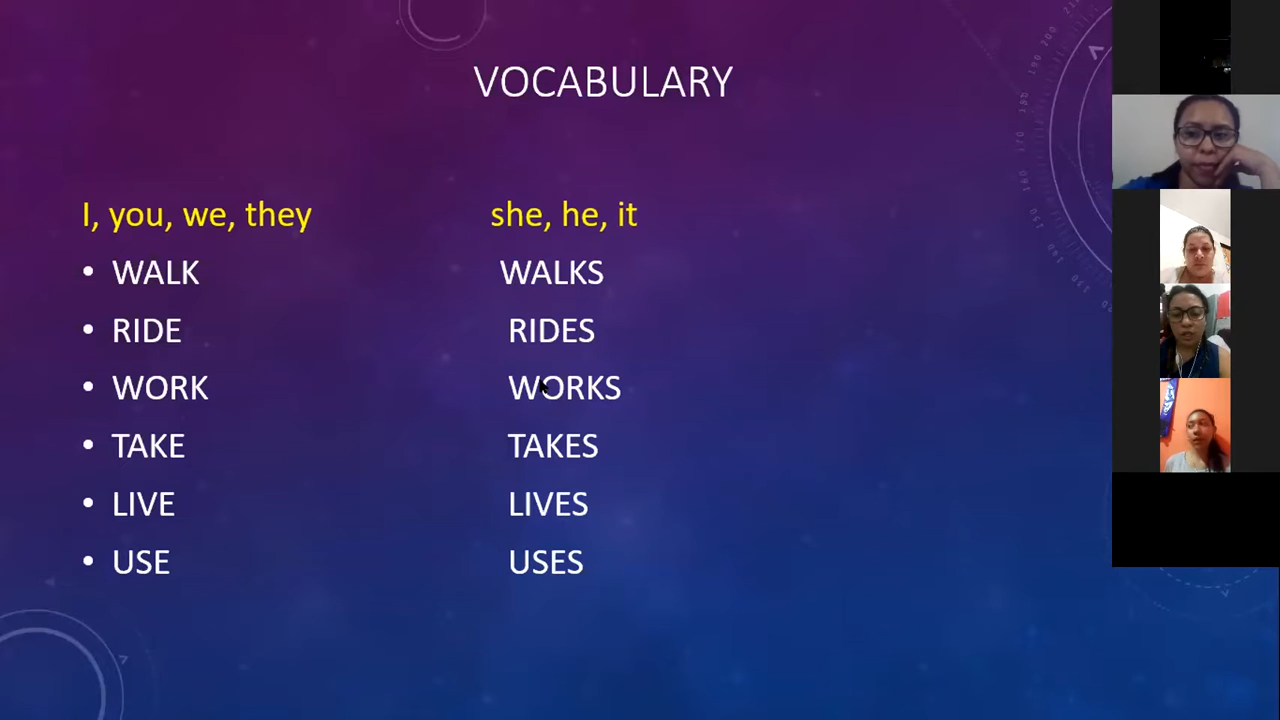 VOCABULARY
I, you, we, they she, he, it
• WALK WALKS
• RIDE RIDES
• WORK WORKS
• TAKE TAKES
• LIVE LIVES
• USE USES